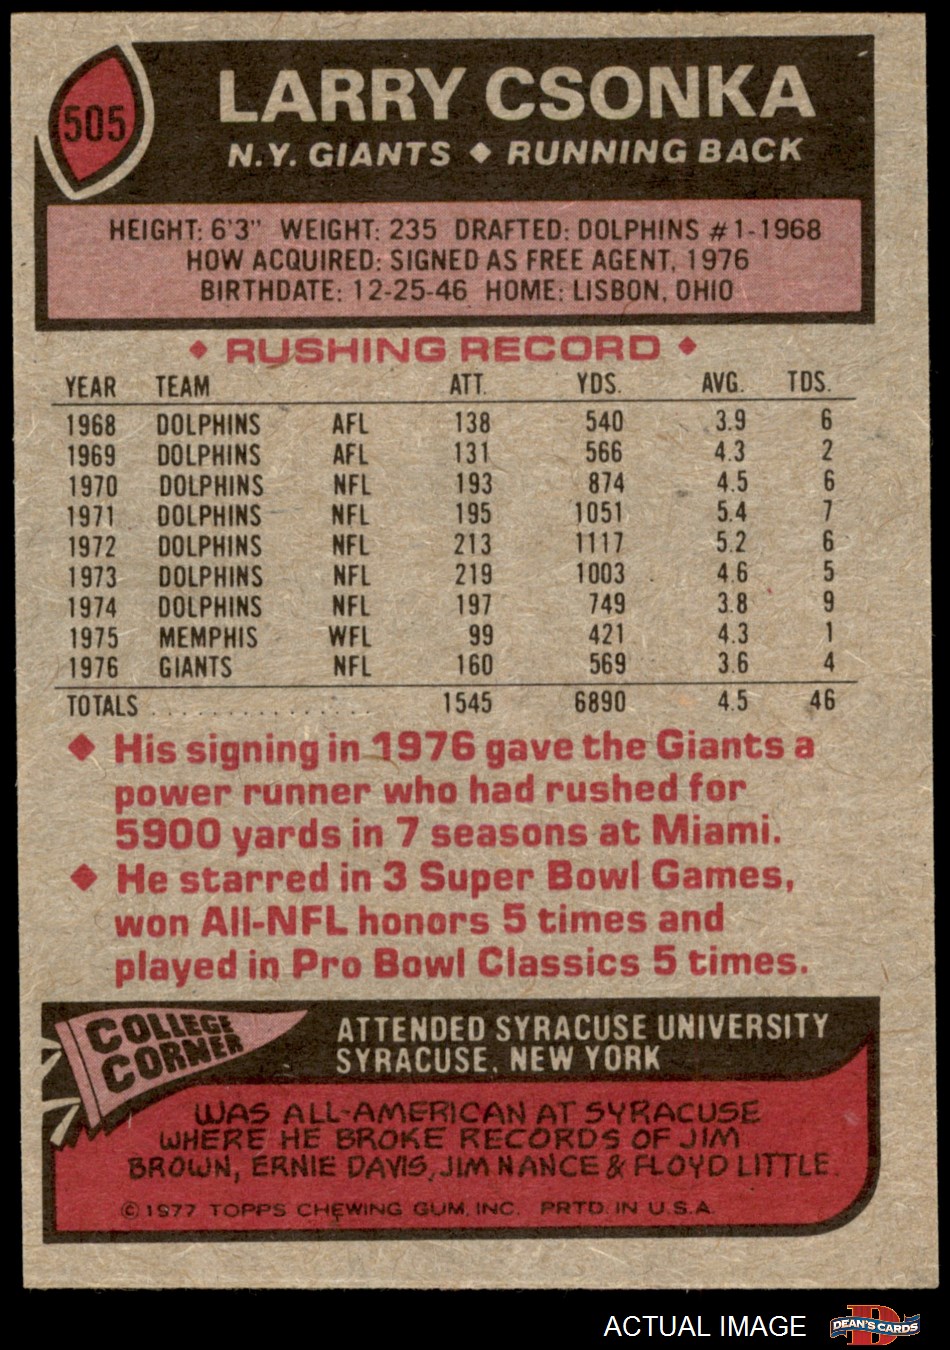 505
LARRY CSONKA
N.Y. GIANTS ◆ RUNNING BACK
HEIGHT: 6'3" WEIGHT: 235 DRAFTED: DOLPHINS #1-1968
HOW ACQUIRED: SIGNED AS FREE AGENT, 1976
BIRTHDATE: 12-25-46 HOME: LISBON, OHIO
◆ RUSHING RECORD ◆
YEAR TEAM ATT. YDS. AVG. TDS.
1968 DOLPHINS AFL 138 540 3.9 6
1969 DOLPHINS AFL 131 566 4.3 2
1970 DOLPHINS NFL 193 874 4.5 6
1971 DOLPHINS NFL 195 1051 5.4 7
1972 DOLPHINS NFL 213 1117 5.2 6
1973 DOLPHINS NFL 219 1003 4.6 5
1974 DOLPHINS NFL 197 749 3.8 9
1975 MEMPHIS WFL 99 421 4.3 1
1976 GIANTS NFL 160 569 3.6 4
TOTALS . . . . . . . . . . . . . . . 1545 6890 4.5 46
◆ His signing in 1976 gave the Giants a
power runner who had rushed for
5900 yards in 7 seasons at Miami.
◆ He starred in 3 Super Bowl Games,
won All-NFL honors 5 times and
played in Pro Bowl Classics 5 times.
COLLEGE
CORNER
ATTENDED SYRACUSE UNIVERSITY
SYRACUSE, NEW YORK
WAS ALL-AMERICAN AT SYRACUSE
WHERE HE BROKE RECORDS OF JIM
BROWN, ERNIE DAVIS, JIM NANCE & FLOYD LITTLE.
© 1977 TOPPS CHEWING GUM, INC. PRTD. IN U.S.A.
ACTUAL IMAGE
D
DEAN'S CARDS